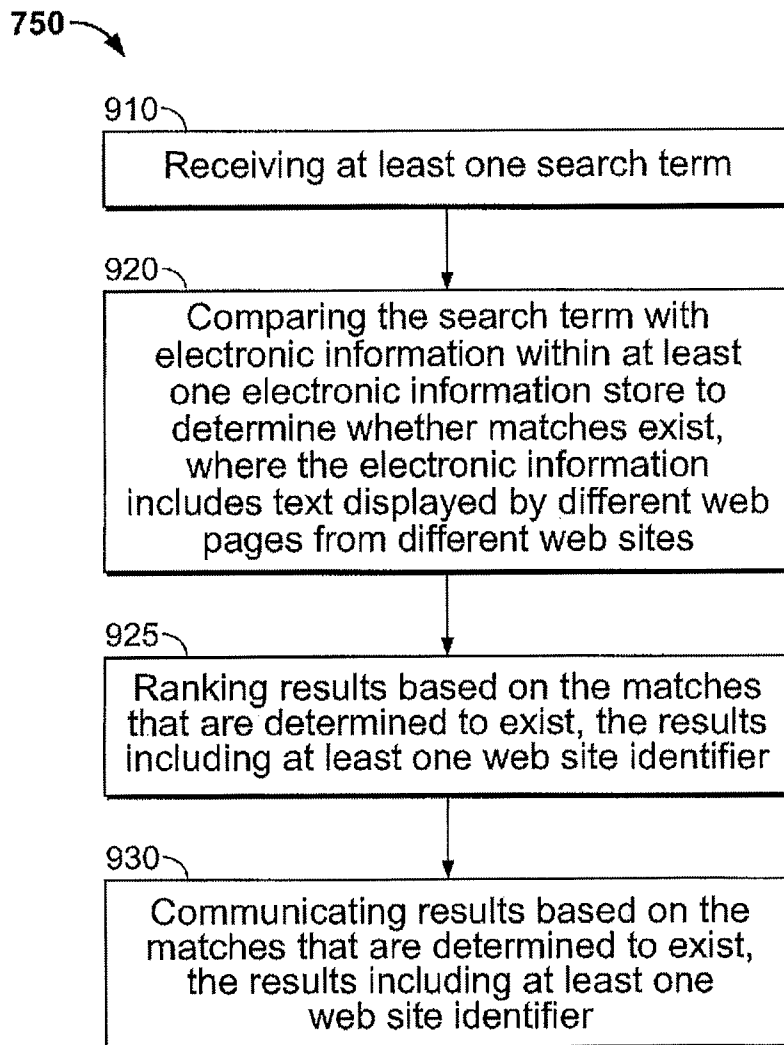 750
910
Receiving at least one search term
920
Comparing the search term with
electronic information within at least
one electronic information store to
determine whether matches exist,
where the electronic information
includes text displayed by different web
pages from different web sites
925
Ranking results based on the matches
that are determined to exist, the results
including at least one web site identifier
930
Communicating results based on the
matches that are determined to exist,
the results including at least one
web site identifier